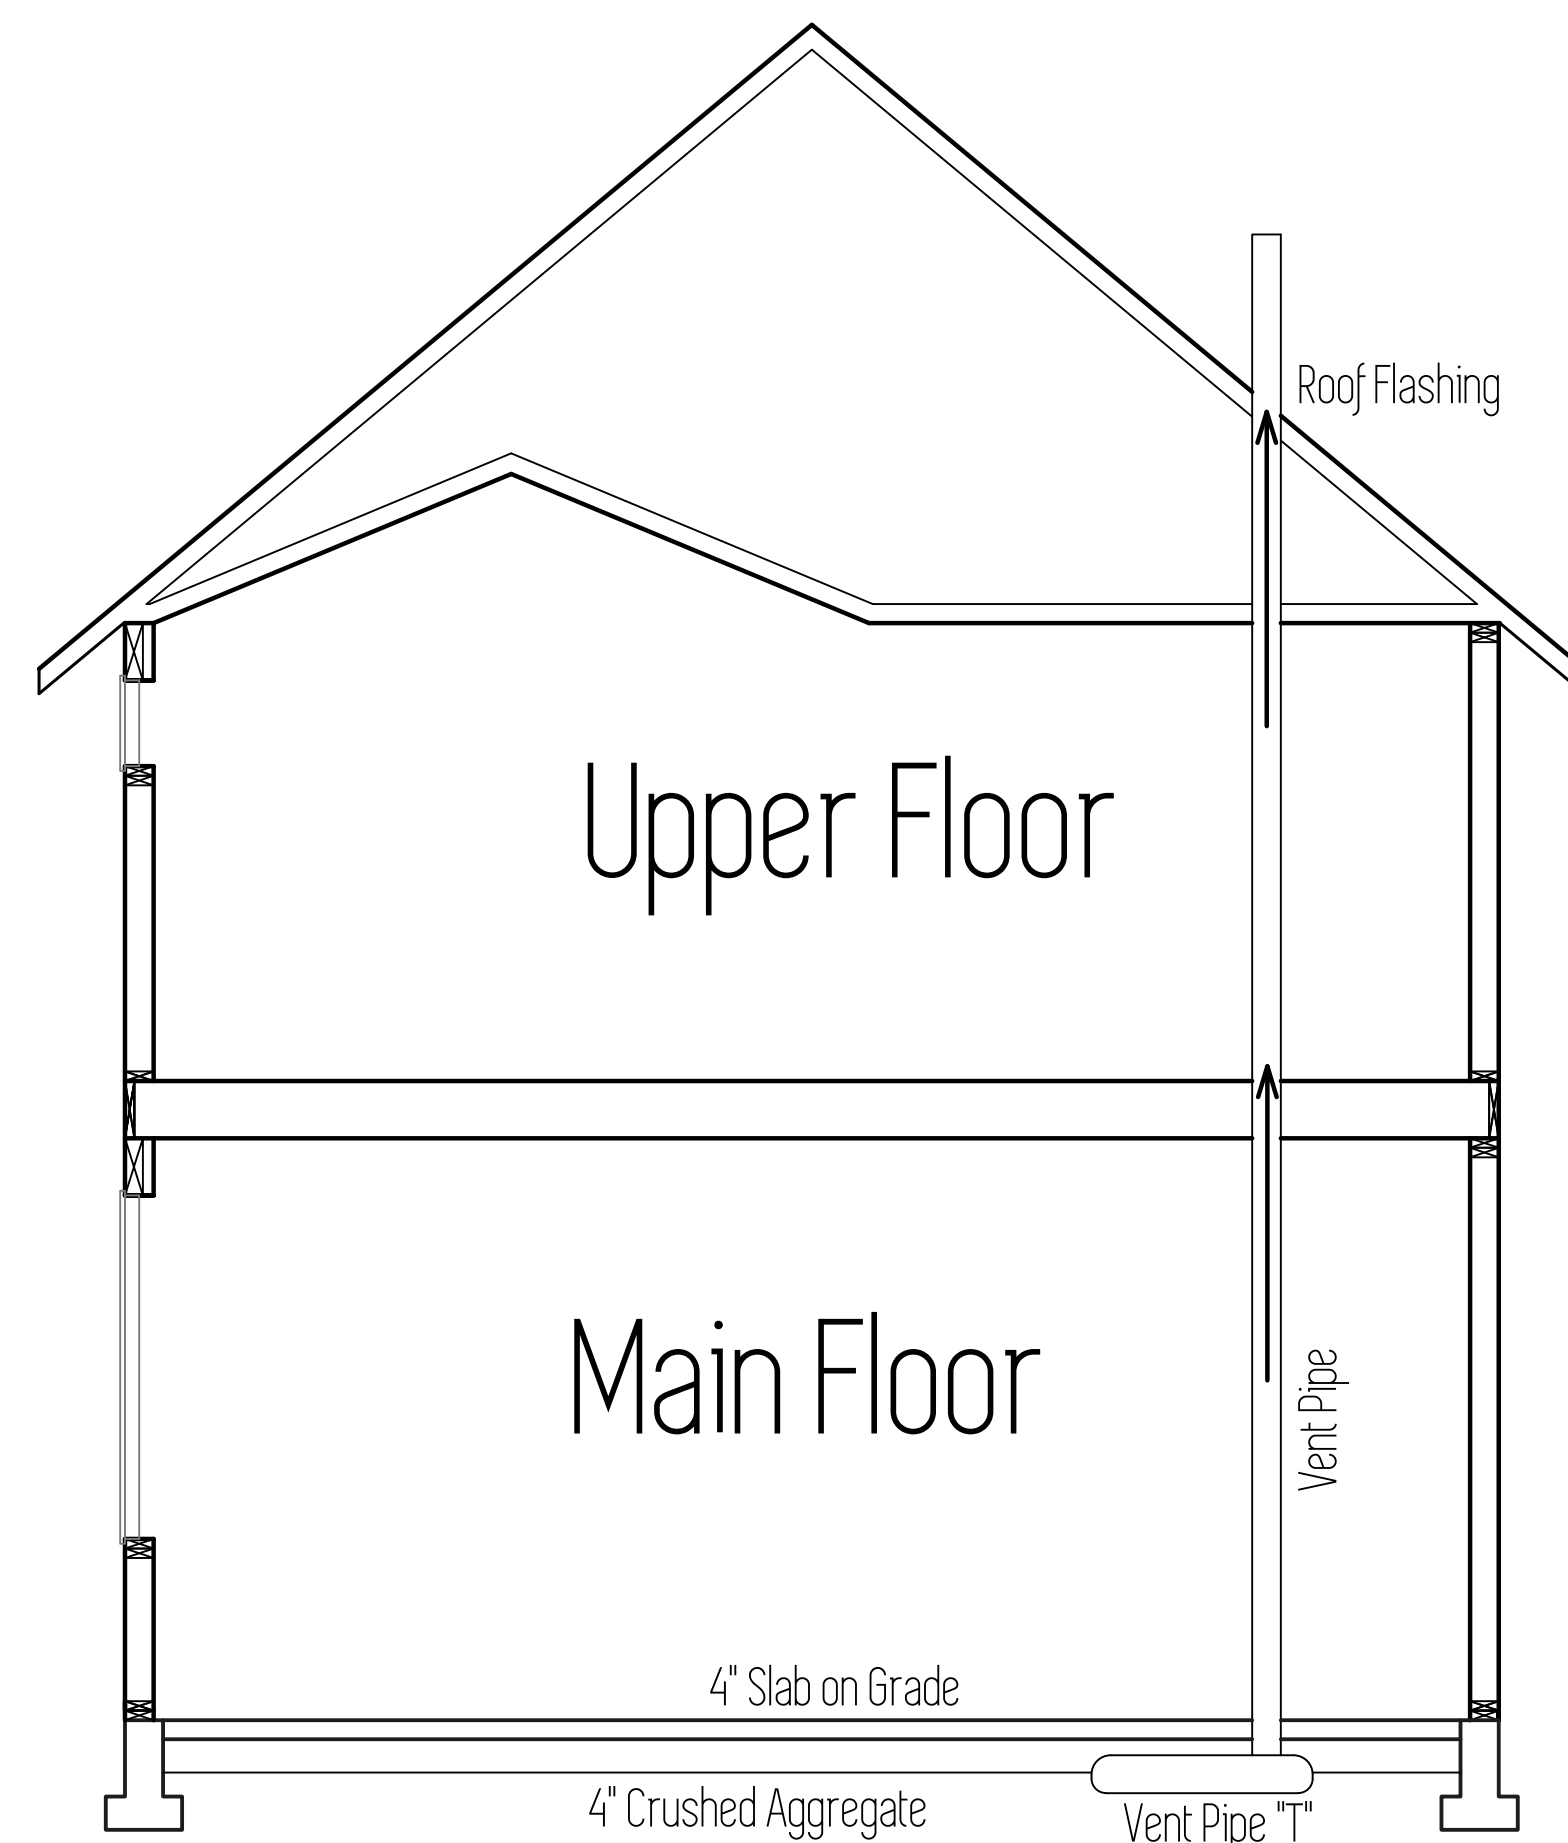 Roof Flashing
Upper Floor
Main Floor
Vent Pipe
4" Slab on Grade
4" Crushed Aggregate
Vent Pipe "T"